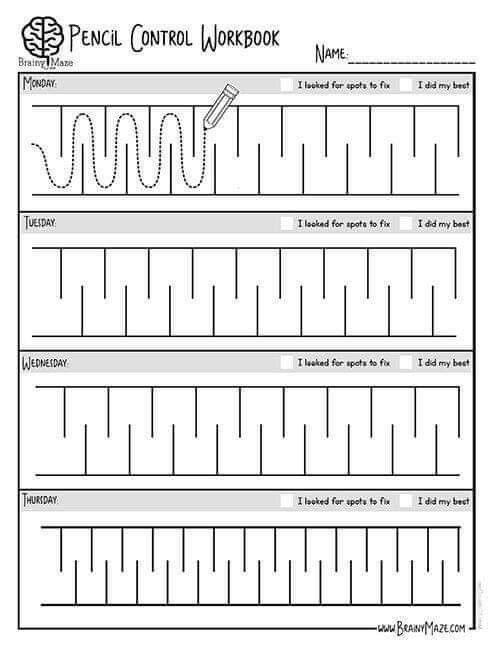 Pencil Control Workbook
Brainy Maze
Name:____________________
Monday: I looked for spots to fix I did my best
Tuesday: I looked for spots to fix I did my best
Wednesday: I looked for spots to fix I did my best
Thursday: I looked for spots to fix I did my best
www.BrainyMaze.com